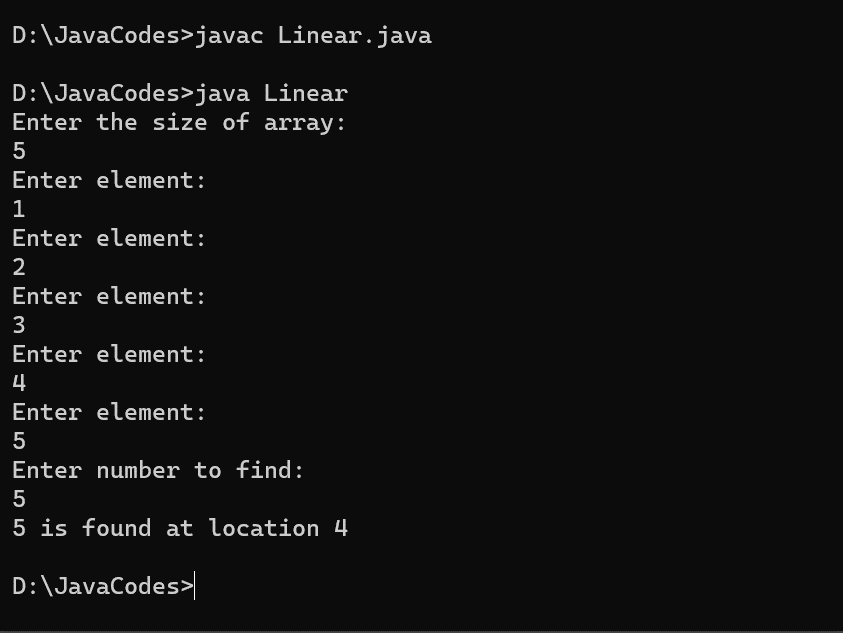 D:\JavaCodes>javac Linear.java
D:\JavaCodes>java Linear
Enter the size of array:
5
Enter element:
1
Enter element:
2
Enter element:
3
Enter element:
4
Enter element:
5
Enter number to find:
5
5 is found at location 4
D:\JavaCodes>